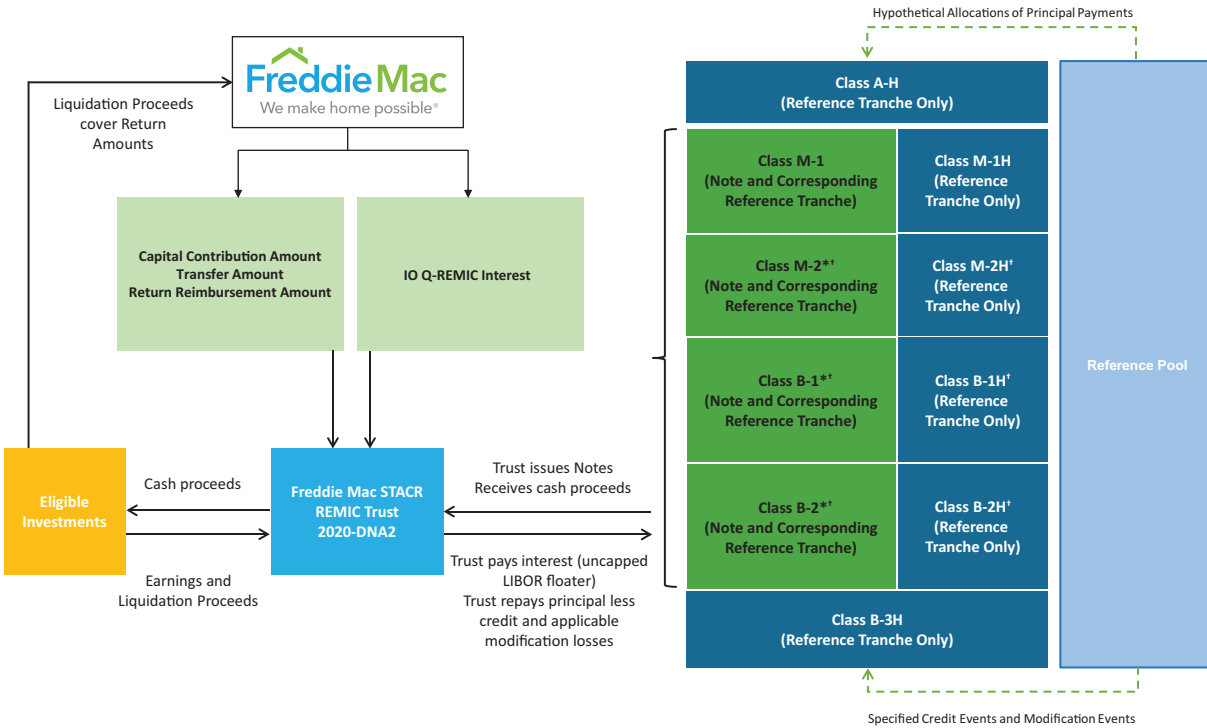 Hypothetical Allocations of Principal Payments
FreddieMac
We make home possible®
Liquidation Proceeds
cover Return
Amounts
Capital Contribution Amount
Transfer Amount
Return Reimbursement Amount
IO Q-REMIC Interest
Eligible
Investments
Cash proceeds
Earnings and
Liquidation Proceeds
Freddie Mac STACR
REMIC Trust
2020-DNA2
Trust issues Notes
Receives cash proceeds
Trust pays interest (uncapped
LIBOR floater)
Trust repays principal less
credit and applicable
modification losses
Class A-H
(Reference Tranche Only)
Class M-1
(Note and Corresponding
Reference Tranche)
Class M-1H
(Reference
Tranche Only)
Class M-2*†
(Note and Corresponding
Reference Tranche)
Class M-2H†
(Reference
Tranche Only)
Class B-1*†
(Note and Corresponding
Reference Tranche)
Class B-1H†
(Reference
Tranche Only)
Class B-2*†
(Note and Corresponding
Reference Tranche)
Class B-2H†
(Reference
Tranche Only)
Class B-3H
(Reference Tranche Only)
Reference Pool
Specified Credit Events and Modification Events